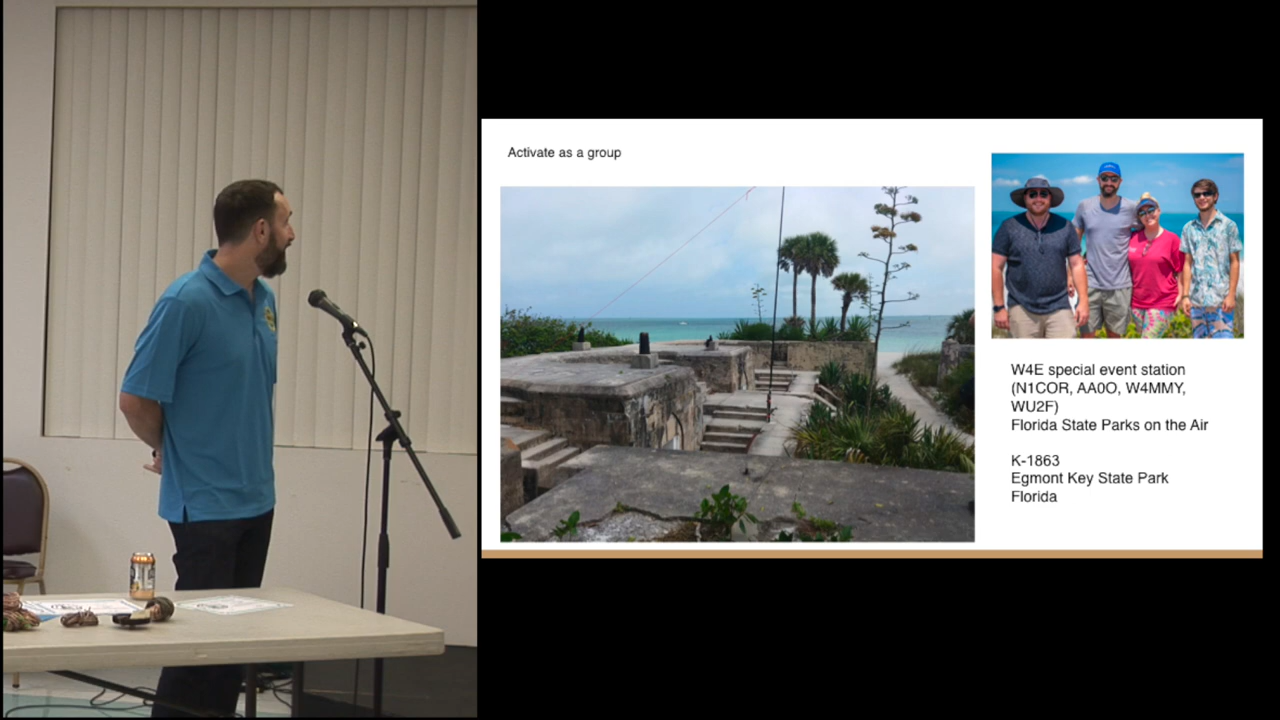 Activate as a group
W4E special event station
(N1COR, AA0O, W4MMY,
WU2F)
Florida State Parks on the Air
K-1863
Egmont Key State Park
Florida